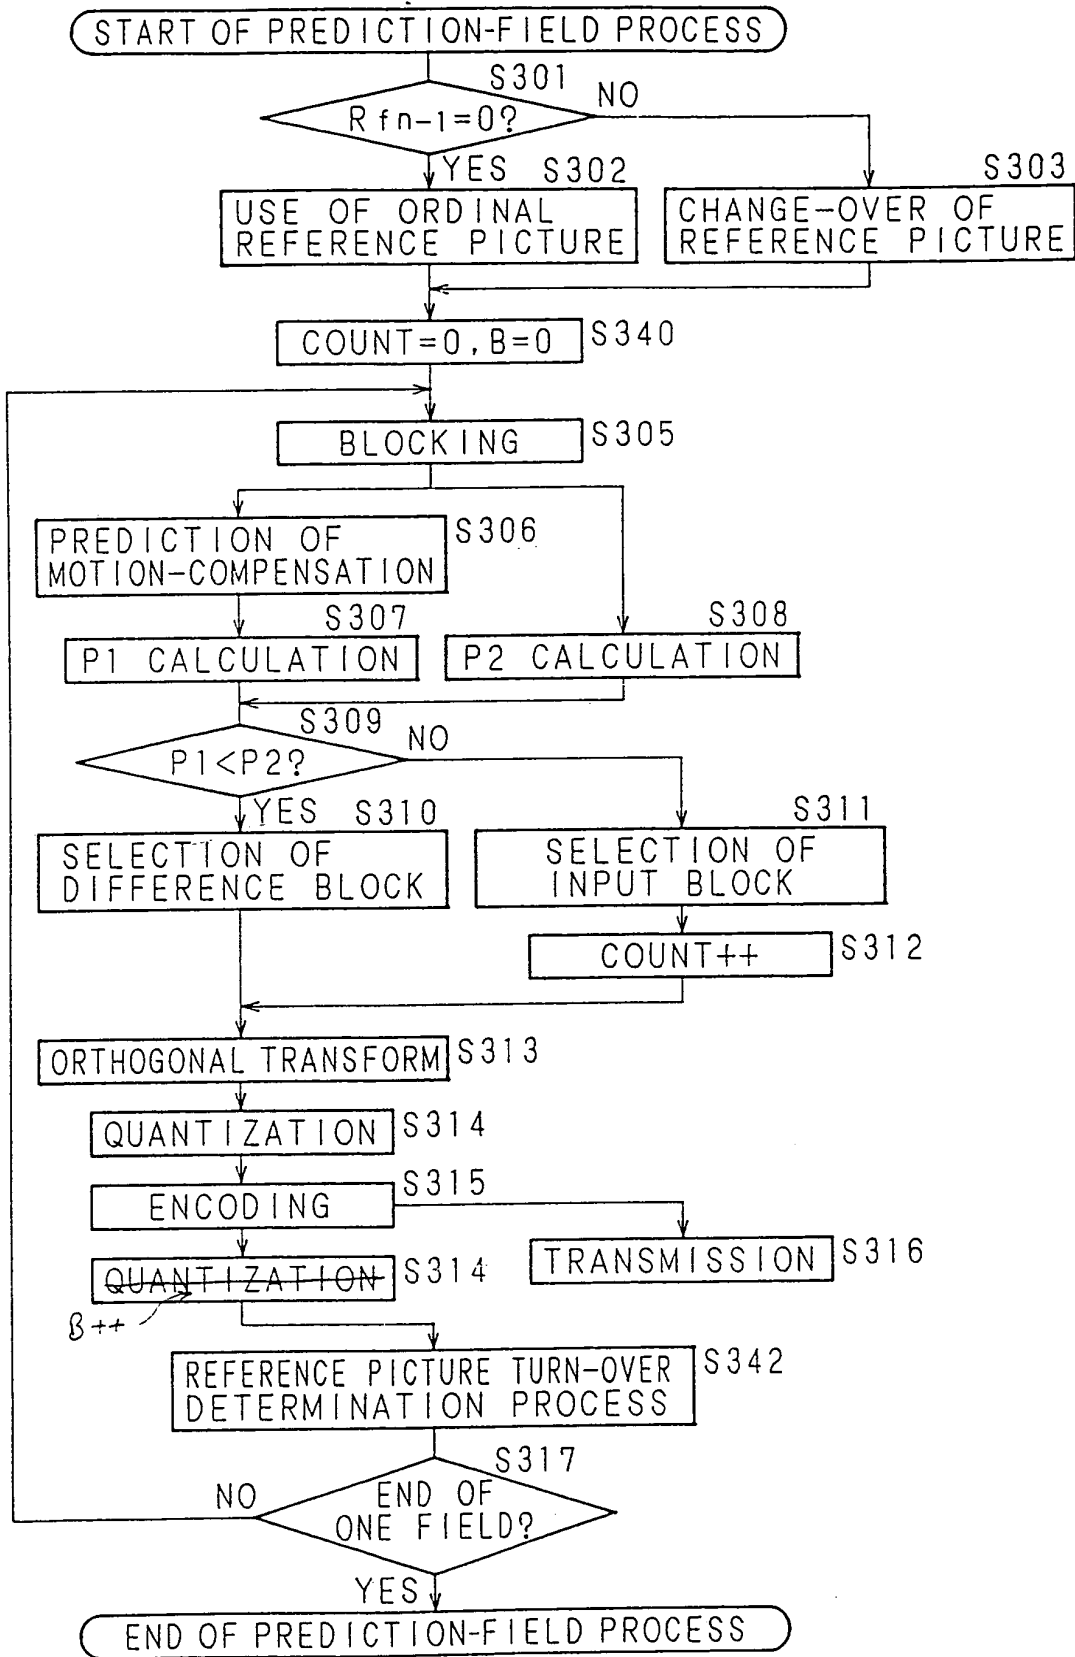 START OF PREDICTION-FIELD PROCESS
S301
Rfn-1=0?
NO
YES
S302
S303
USE OF ORDINAL
REFERENCE PICTURE
CHANGE-OVER OF
REFERENCE PICTURE
COUNT=0, B=0
S340
BLOCKING
S305
PREDICTION OF
MOTION-COMPENSATION
S306
S307
S308
P1 CALCULATION
P2 CALCULATION
S309
P1<P2?
NO
YES
S310
S311
SELECTION OF
DIFFERENCE BLOCK
SELECTION OF
INPUT BLOCK
COUNT++
S312
ORTHOGONAL TRANSFORM
S313
QUANTIZATION
S314
ENCODING
S315
TRANSMISSION
S316
QUANTIZATION
S314
B++
REFERENCE PICTURE TURN-OVER
DETERMINATION PROCESS
S342
S317
END OF
ONE FIELD?
NO
YES
END OF PREDICTION-FIELD PROCESS